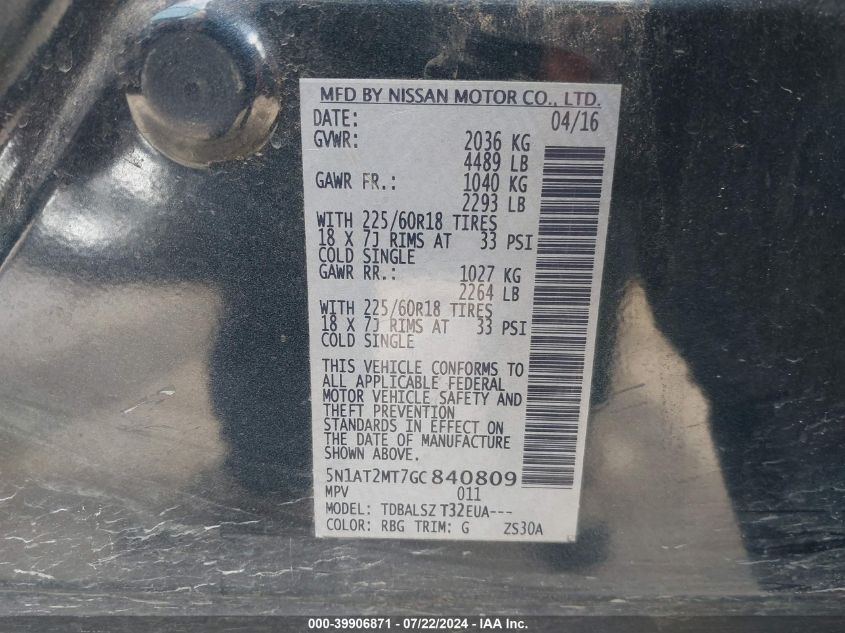 MFD BY NISSAN MOTOR CO., LTD.
DATE: 04/16
GVWR: 2036 KG
4489 LB
GAWR FR.: 1040 KG
2293 LB
WITH 225/60R18 TIRES
18 X 7J RIMS AT 33 PSI
COLD SINGLE
GAWR RR.: 1027 KG
2264 LB
WITH 225/60R18 TIRES
18 X 7J RIMS AT 33 PSI
COLD SINGLE
THIS VEHICLE CONFORMS TO
ALL APPLICABLE FEDERAL
MOTOR VEHICLE SAFETY AND
THEFT PREVENTION
STANDARDS IN EFFECT ON
THE DATE OF MANUFACTURE
SHOWN ABOVE.
5N1AT2MT7GC840809
MPV 011
MODEL: TDBALSZ T32EUA---
COLOR: RBG TRIM: G ZS30A
000-39906871 - 07/22/2024 - IAA Inc.